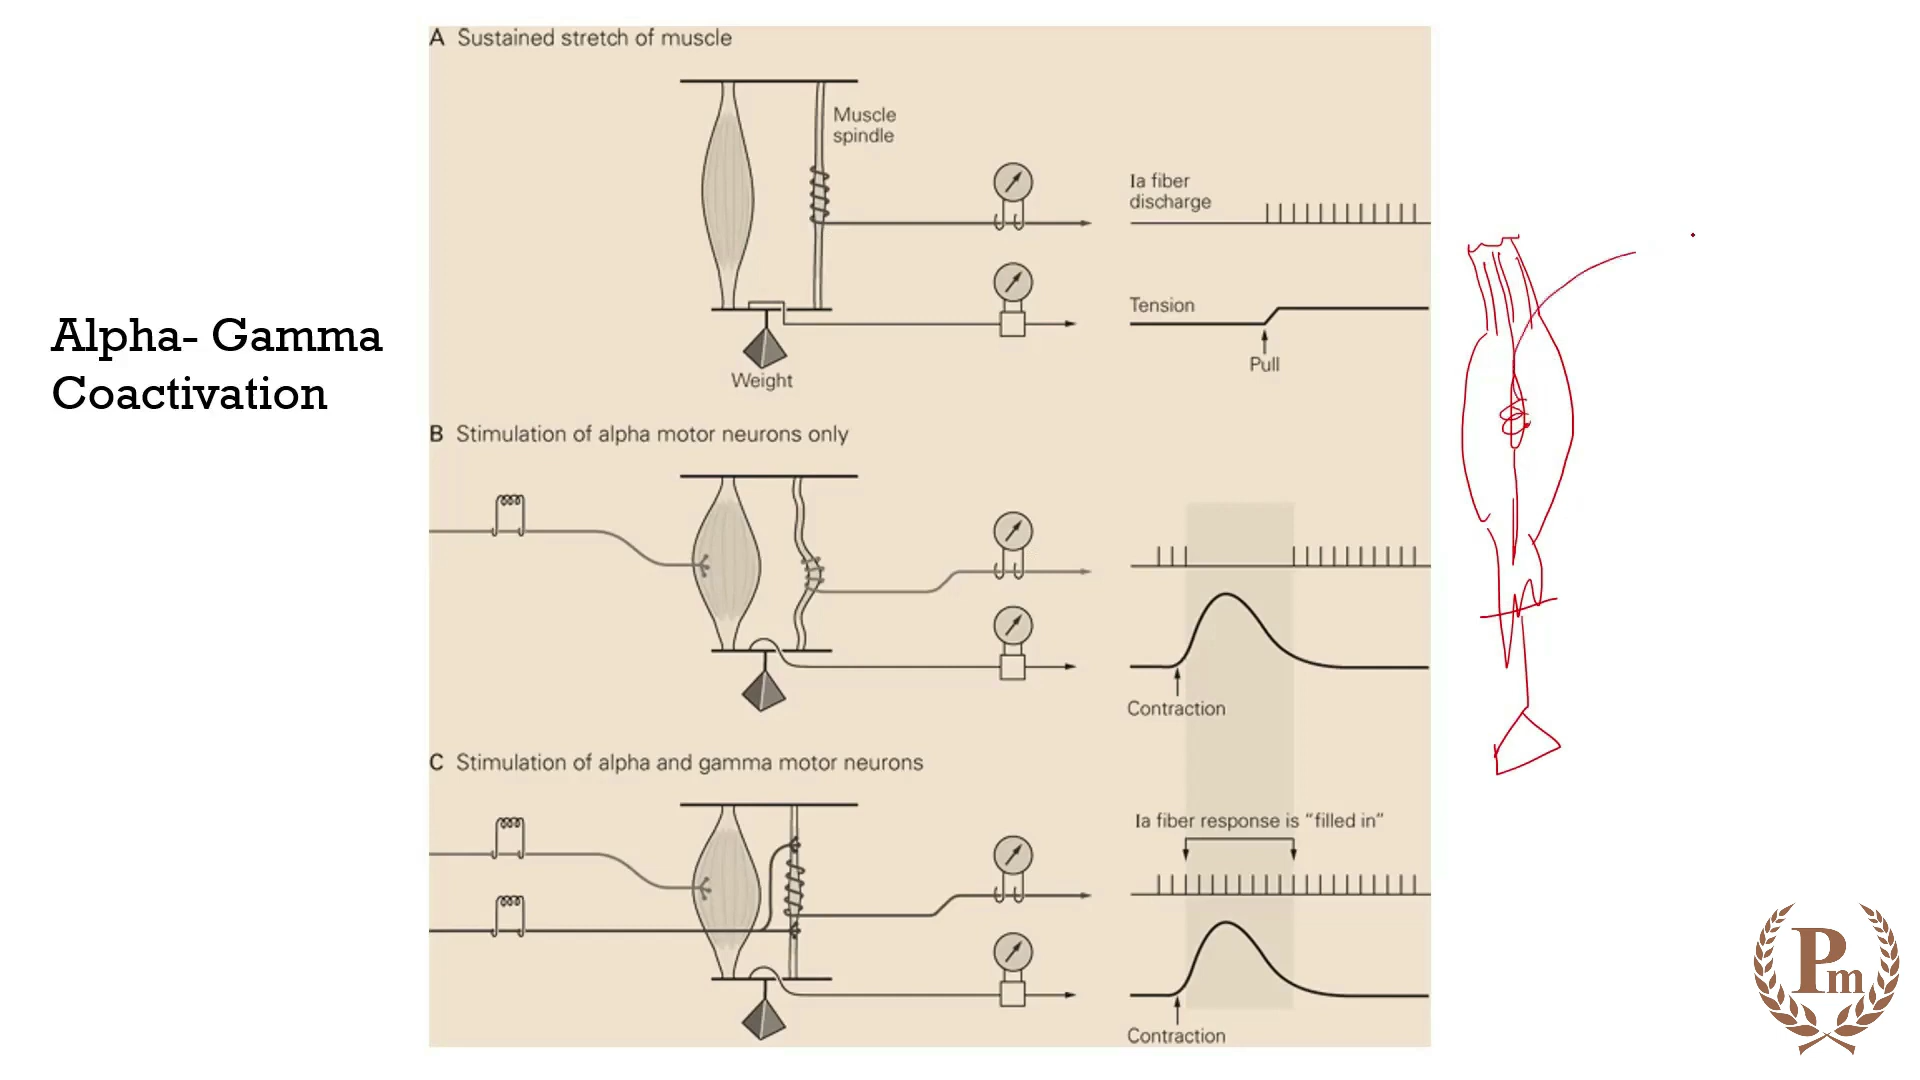 Alpha- Gamma
Coactivation
A Sustained stretch of muscle
Muscle
spindle
Ia fiber
discharge
Tension
Pull
Weight
B Stimulation of alpha motor neurons only
Contraction
C Stimulation of alpha and gamma motor neurons
Ia fiber response is “filled in”
Contraction
Pm